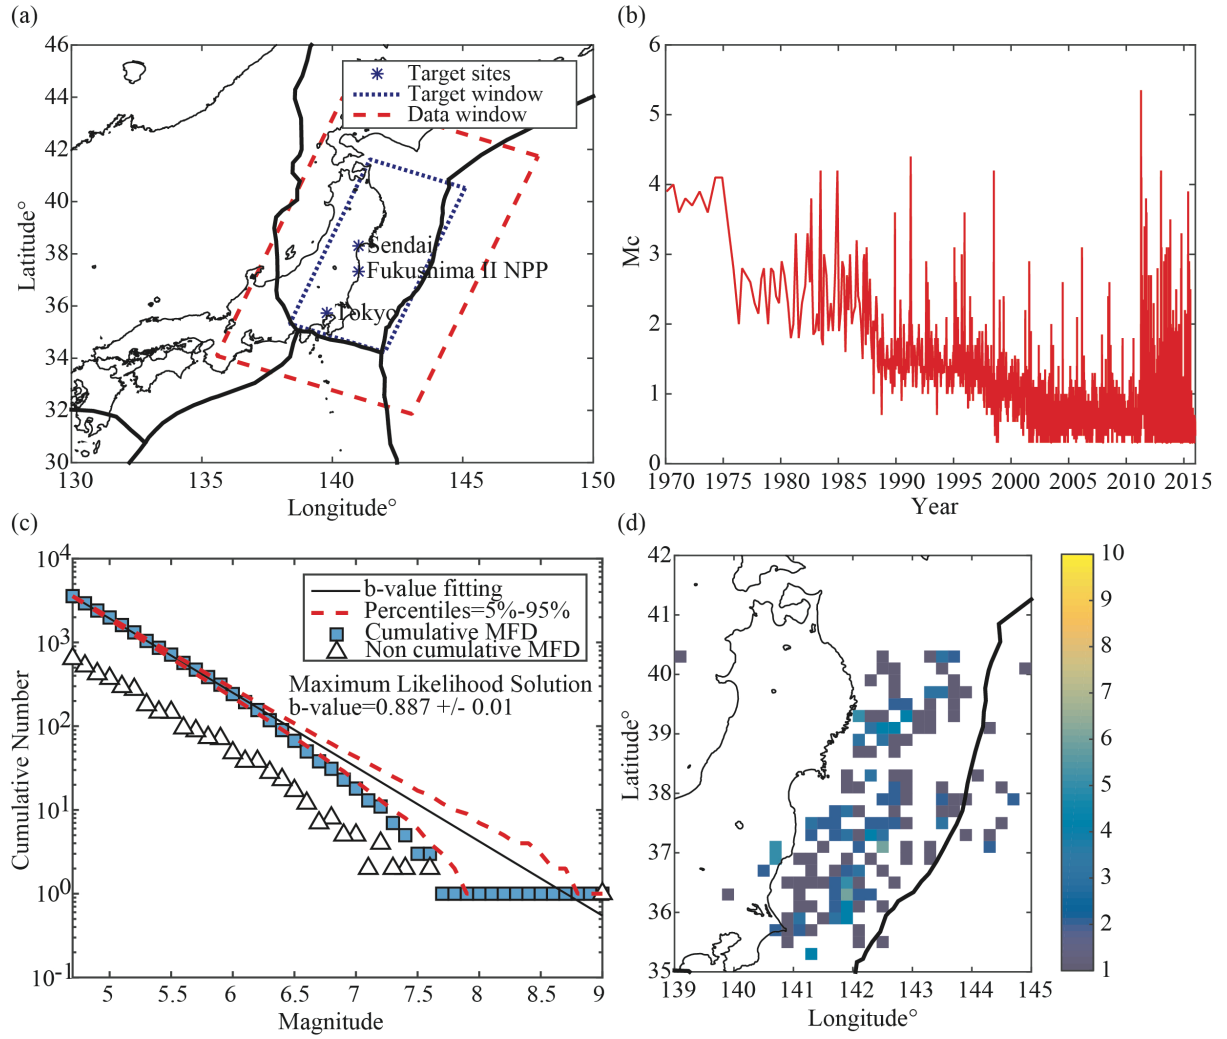 (a)
46
44
42
40
38
36
34
32
30
130
135
140
145
150
Latitude°
Longitude°
Target sites
Target window
Data window
Sendai
Fukushima II NPP
Tokyo
(b)
6
5
4
3
2
1
0
1970
1975
1980
1985
1990
1995
2000
2005
2010
2015
Mc
Year
(c)
10⁴
10³
10²
10¹
10⁰
10⁻¹
5
5.5
6
6.5
7
7.5
8
8.5
9
Cumulative Number
Magnitude
b-value fitting
Percentiles=5%-95%
Cumulative MFD
Non cumulative MFD
Maximum Likelihood Solution
b-value=0.887 +/- 0.01
(d)
42
41
40
39
38
37
36
35
139
140
141
142
143
144
145
Latitude°
Longitude°
10
9
8
7
6
5
4
3
2
1